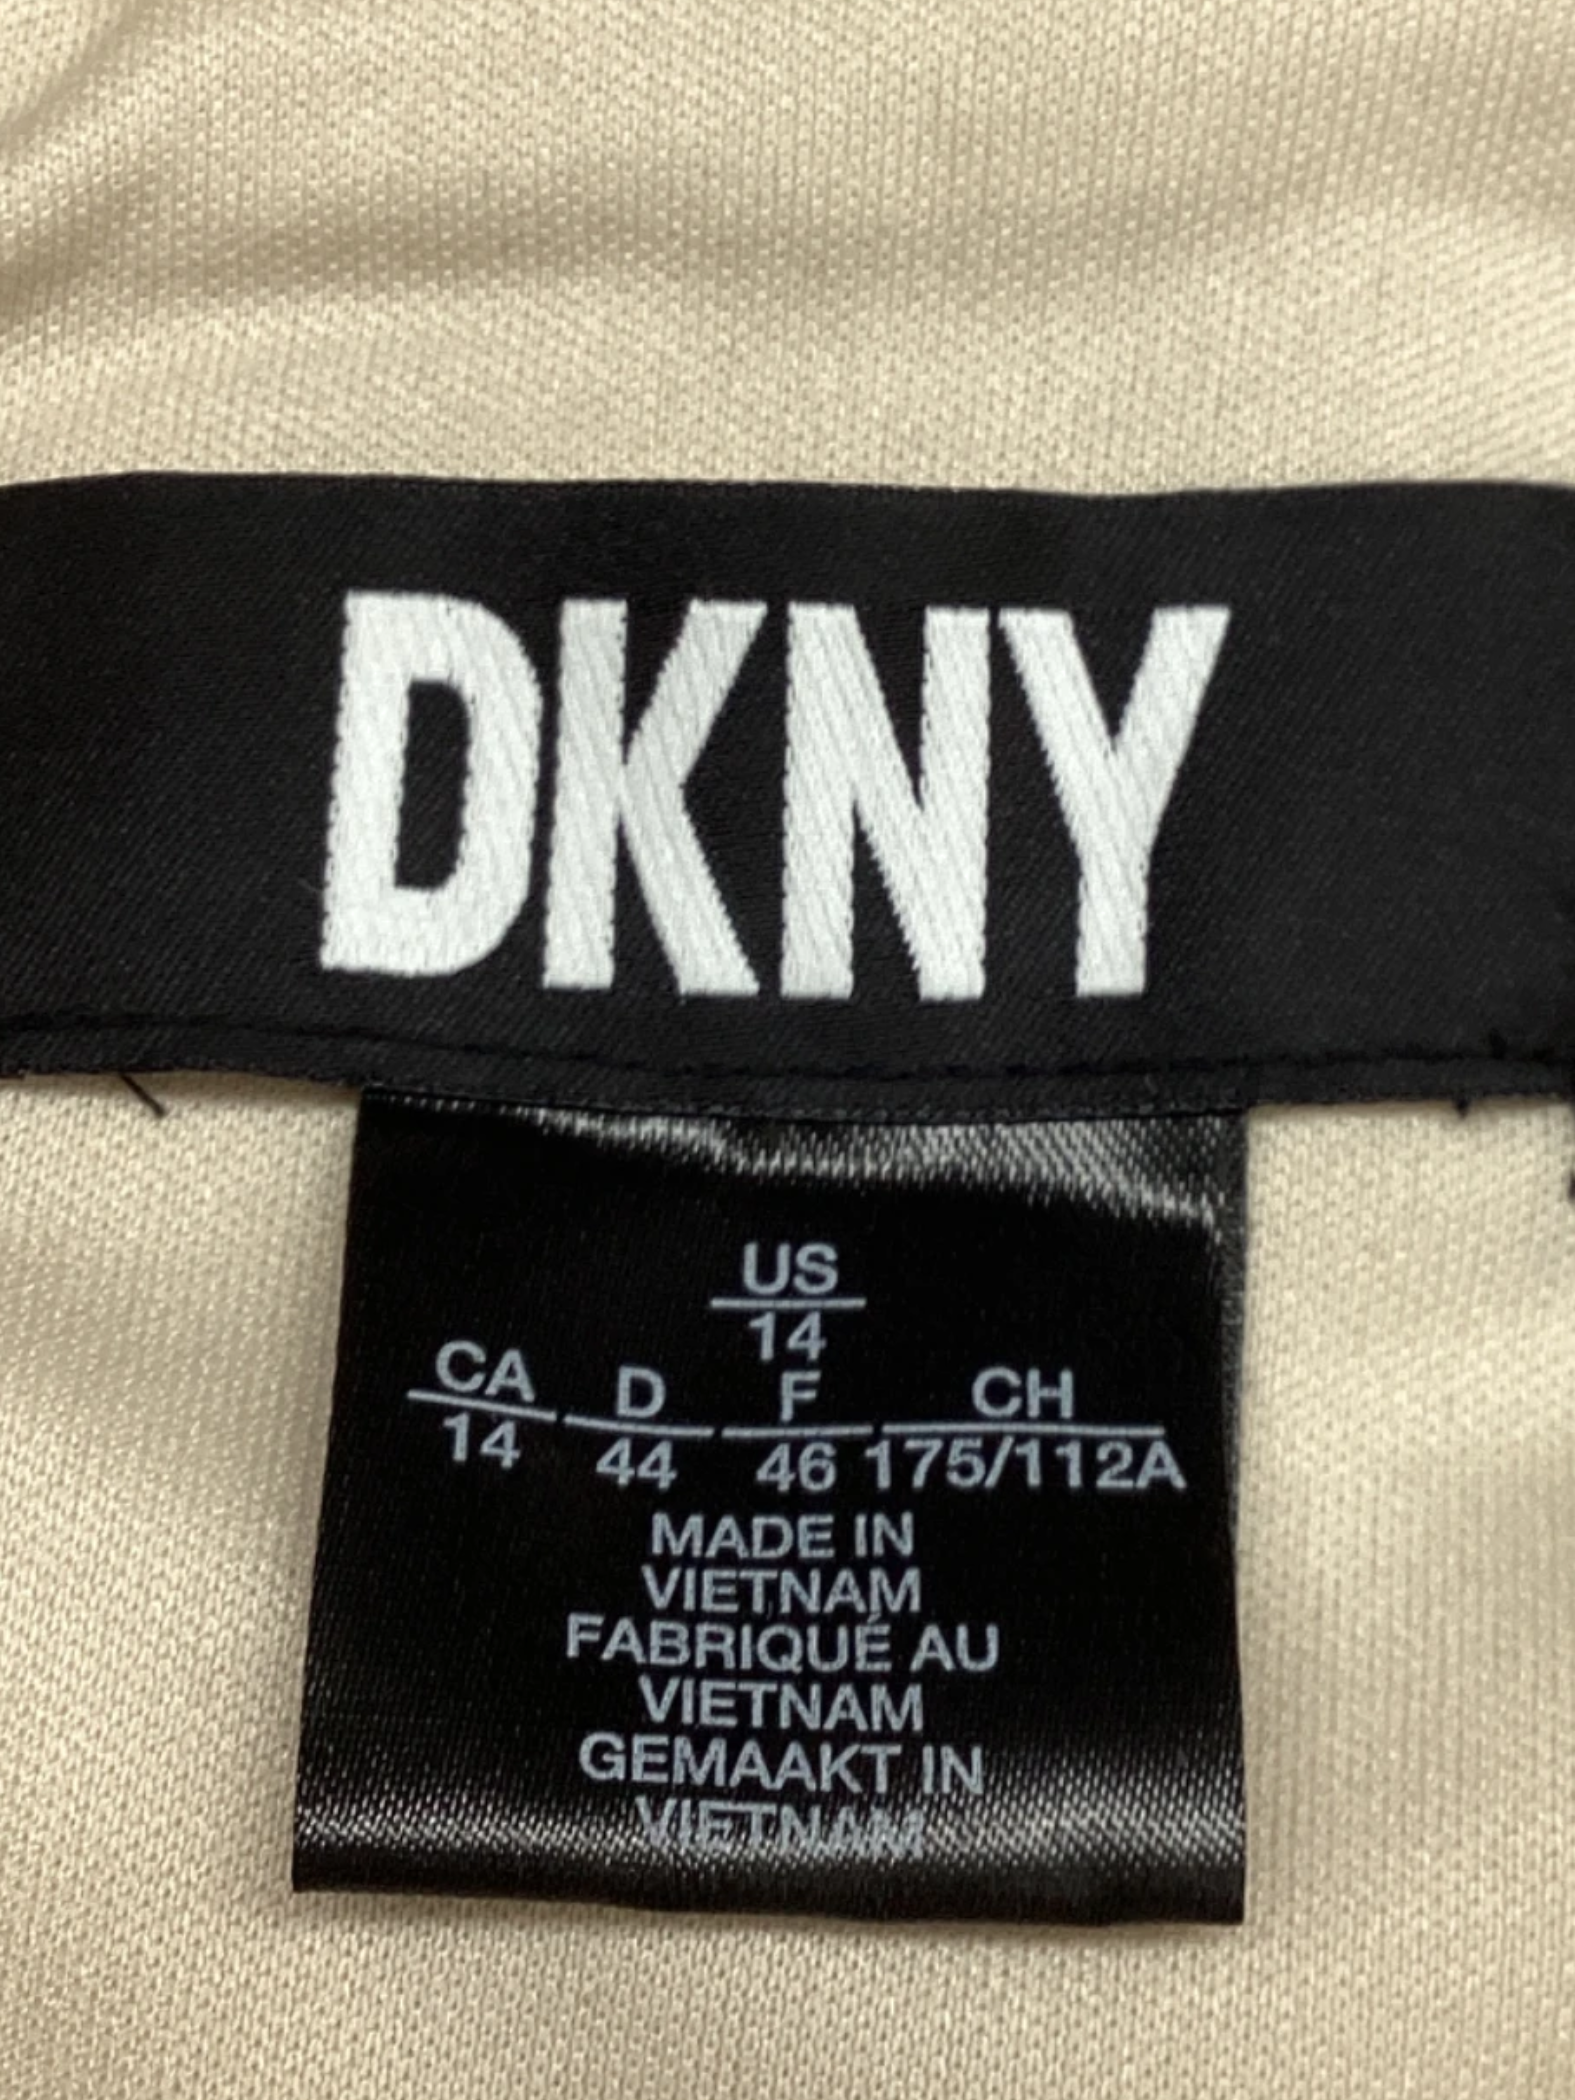 DKNY
US
14
CA D F CH
14 44 46 175/112A
MADE IN
VIETNAM
FABRIQUÉ AU
VIETNAM
GEMAAKT IN
VIETNAM